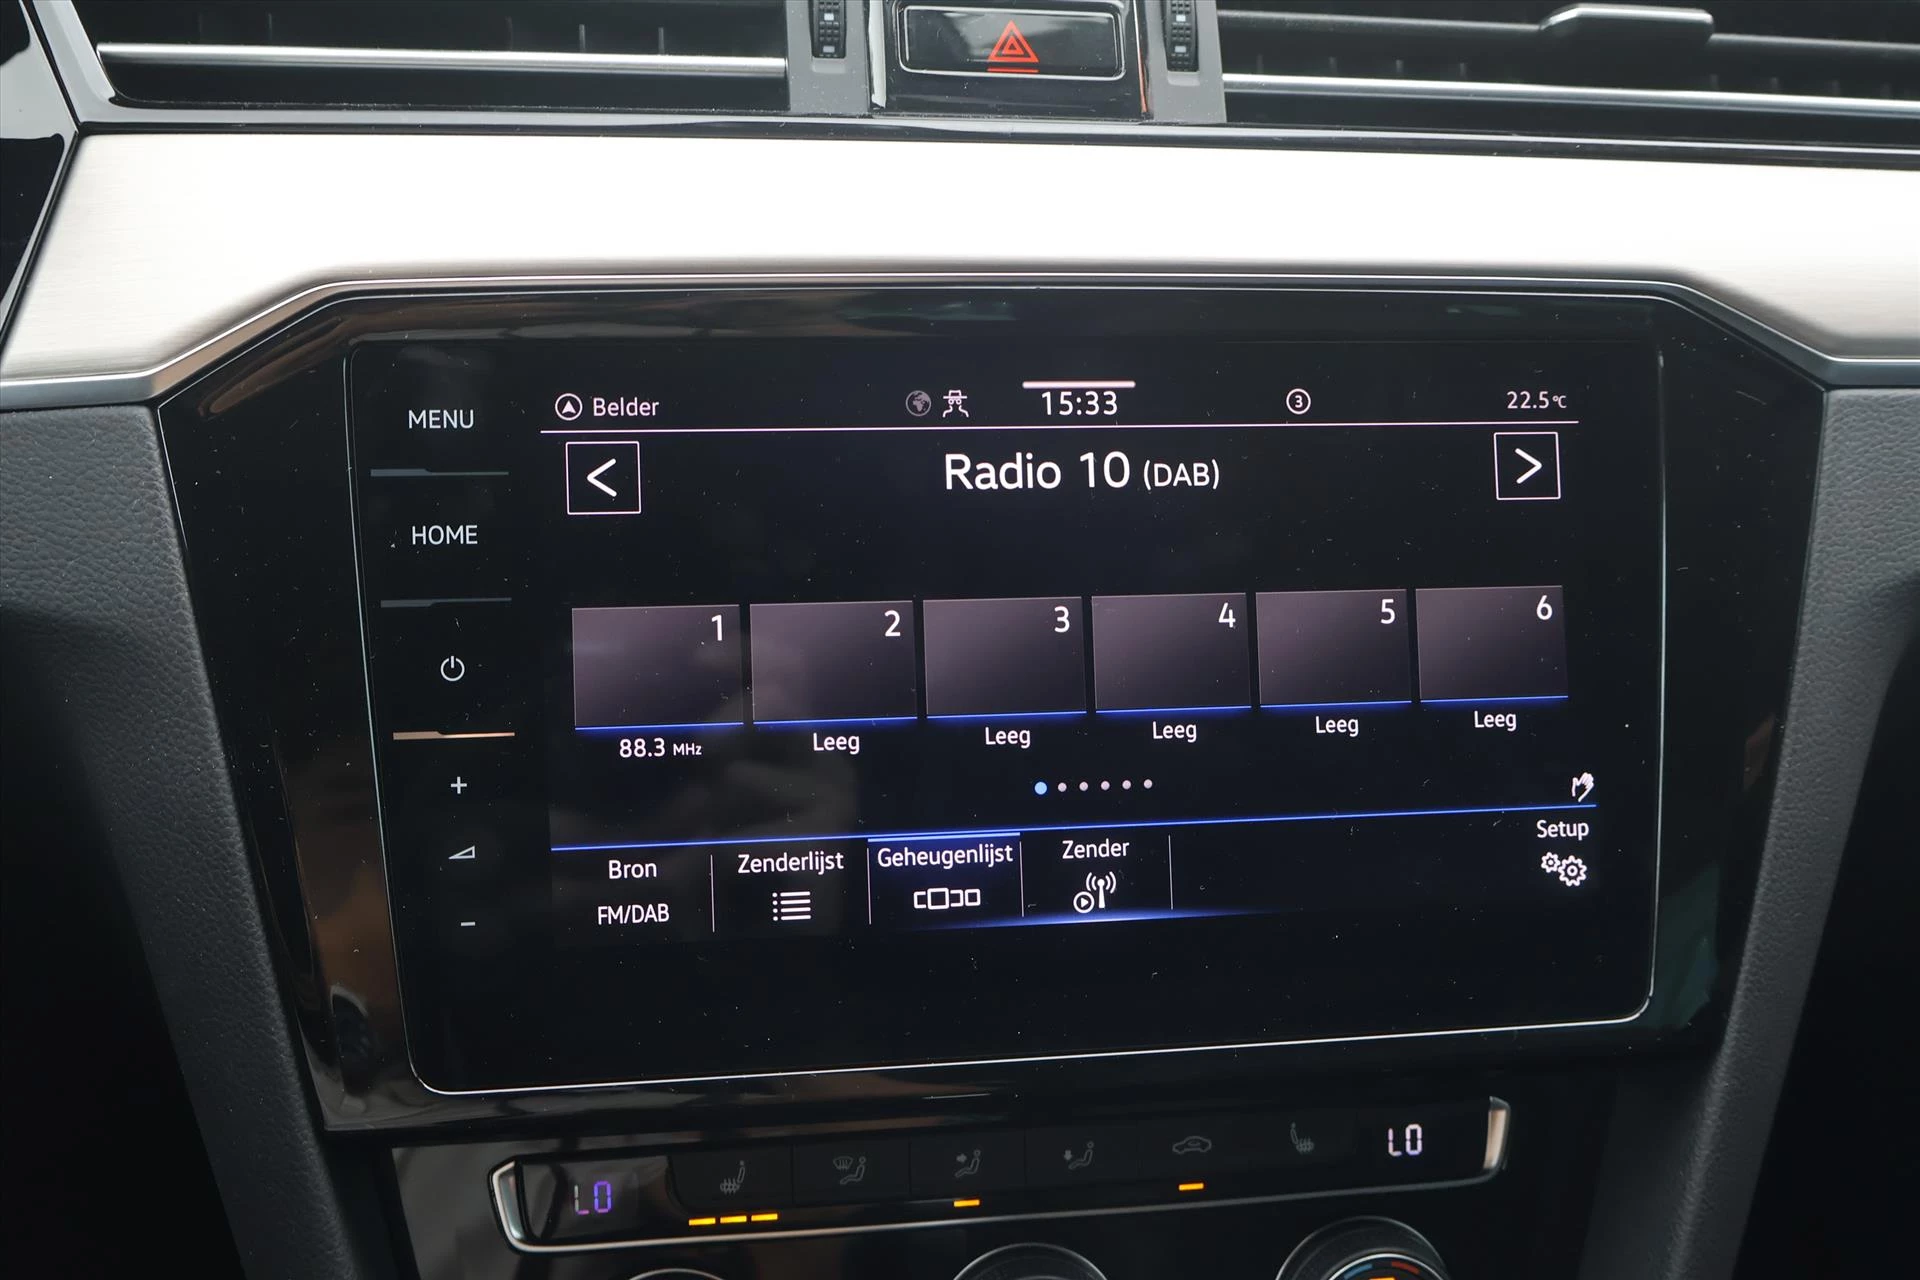 MENU
HOME
Belder
15:33
3
22.5°C
<
Radio 10 (DAB)
>
1
2
3
4
5
6
88.3 MHz
Leeg
Leeg
Leeg
Leeg
Leeg
+
-
Bron
FM/DAB
Zenderlijst
Geheugenlijst
Zender
Setup
LO
LO